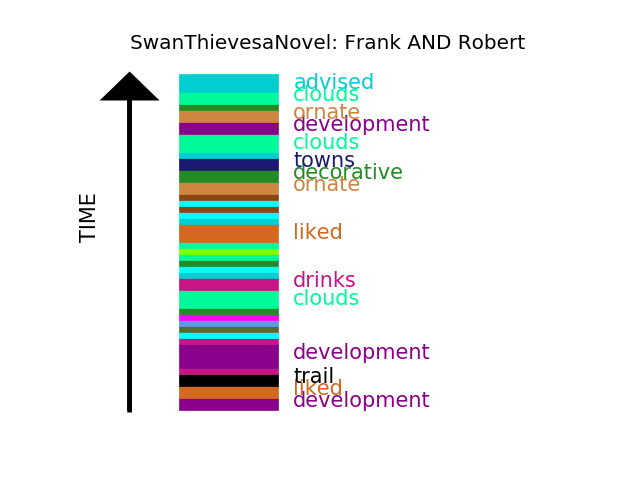 SwanThievesaNovel: Frank AND Robert
advised
clouds
ornate
development
clouds
towns
decorative
ornate
TIME
liked
drinks
clouds
development
trail
liked
development